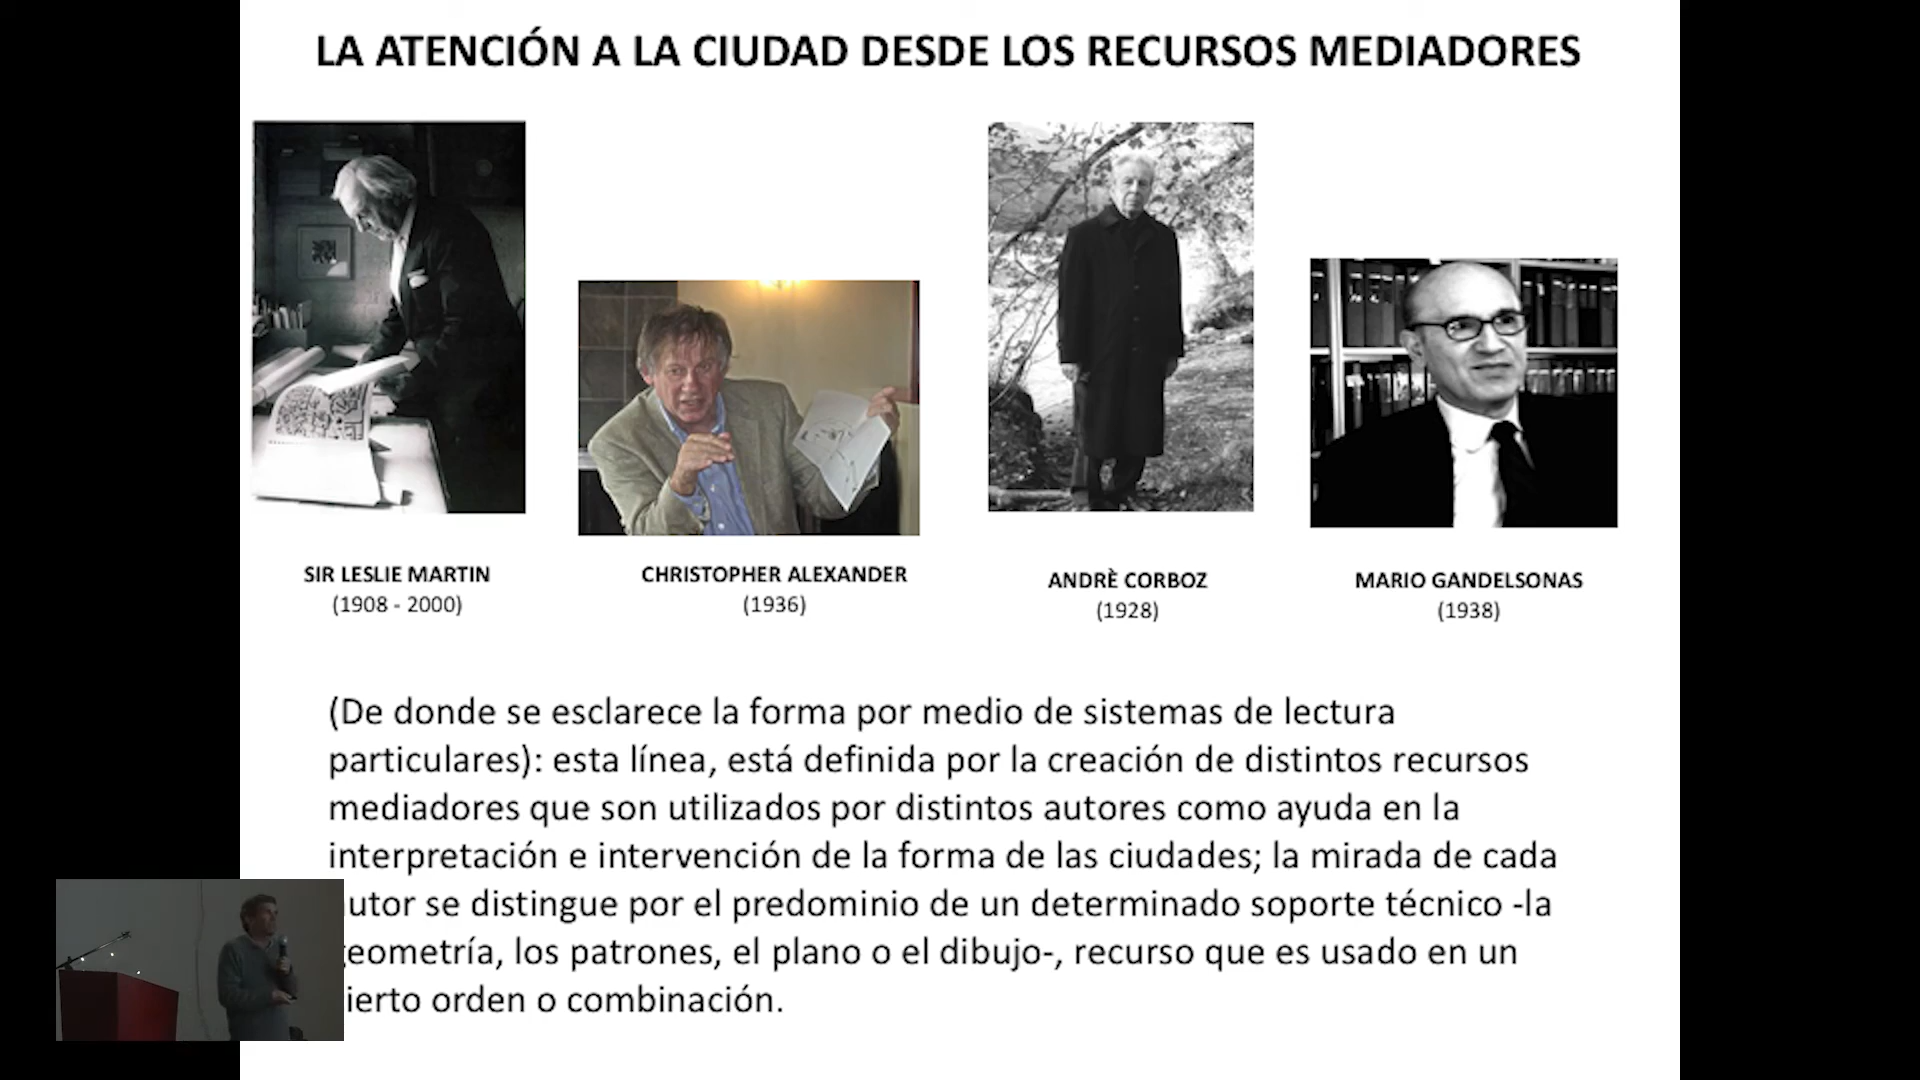 LA ATENCIÓN A LA CIUDAD DESDE LOS RECURSOS MEDIADORES
SIR LESLIE MARTIN
(1908 - 2000)
CHRISTOPHER ALEXANDER
(1936)
ANDRÈ CORBOZ
(1928)
MARIO GANDELSONAS
(1938)
(De donde se esclarece la forma por medio de sistemas de lectura
particulares): esta línea, está definida por la creación de distintos recursos
mediadores que son utilizados por distintos autores como ayuda en la
interpretación e intervención de la forma de las ciudades; la mirada de cada
utor se distingue por el predominio de un determinado soporte técnico -la
eometría, los patrones, el plano o el dibujo-, recurso que es usado en un
ierto orden o combinación.